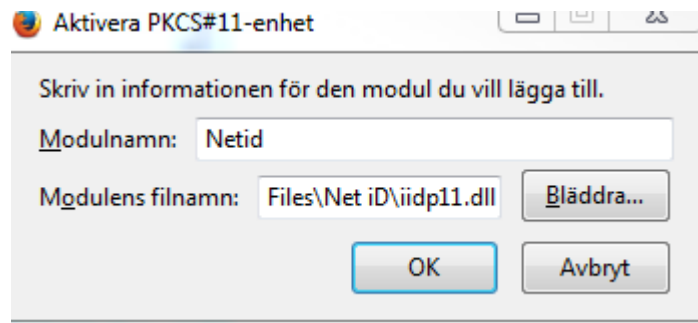 Aktivera PKCS#11-enhet
Skriv in informationen för den modul du vill lägga till.
Modulnamn: Netid
Modulens filnamn: Files\Net iD\iidp11.dll Bläddra...
OK Avbryt